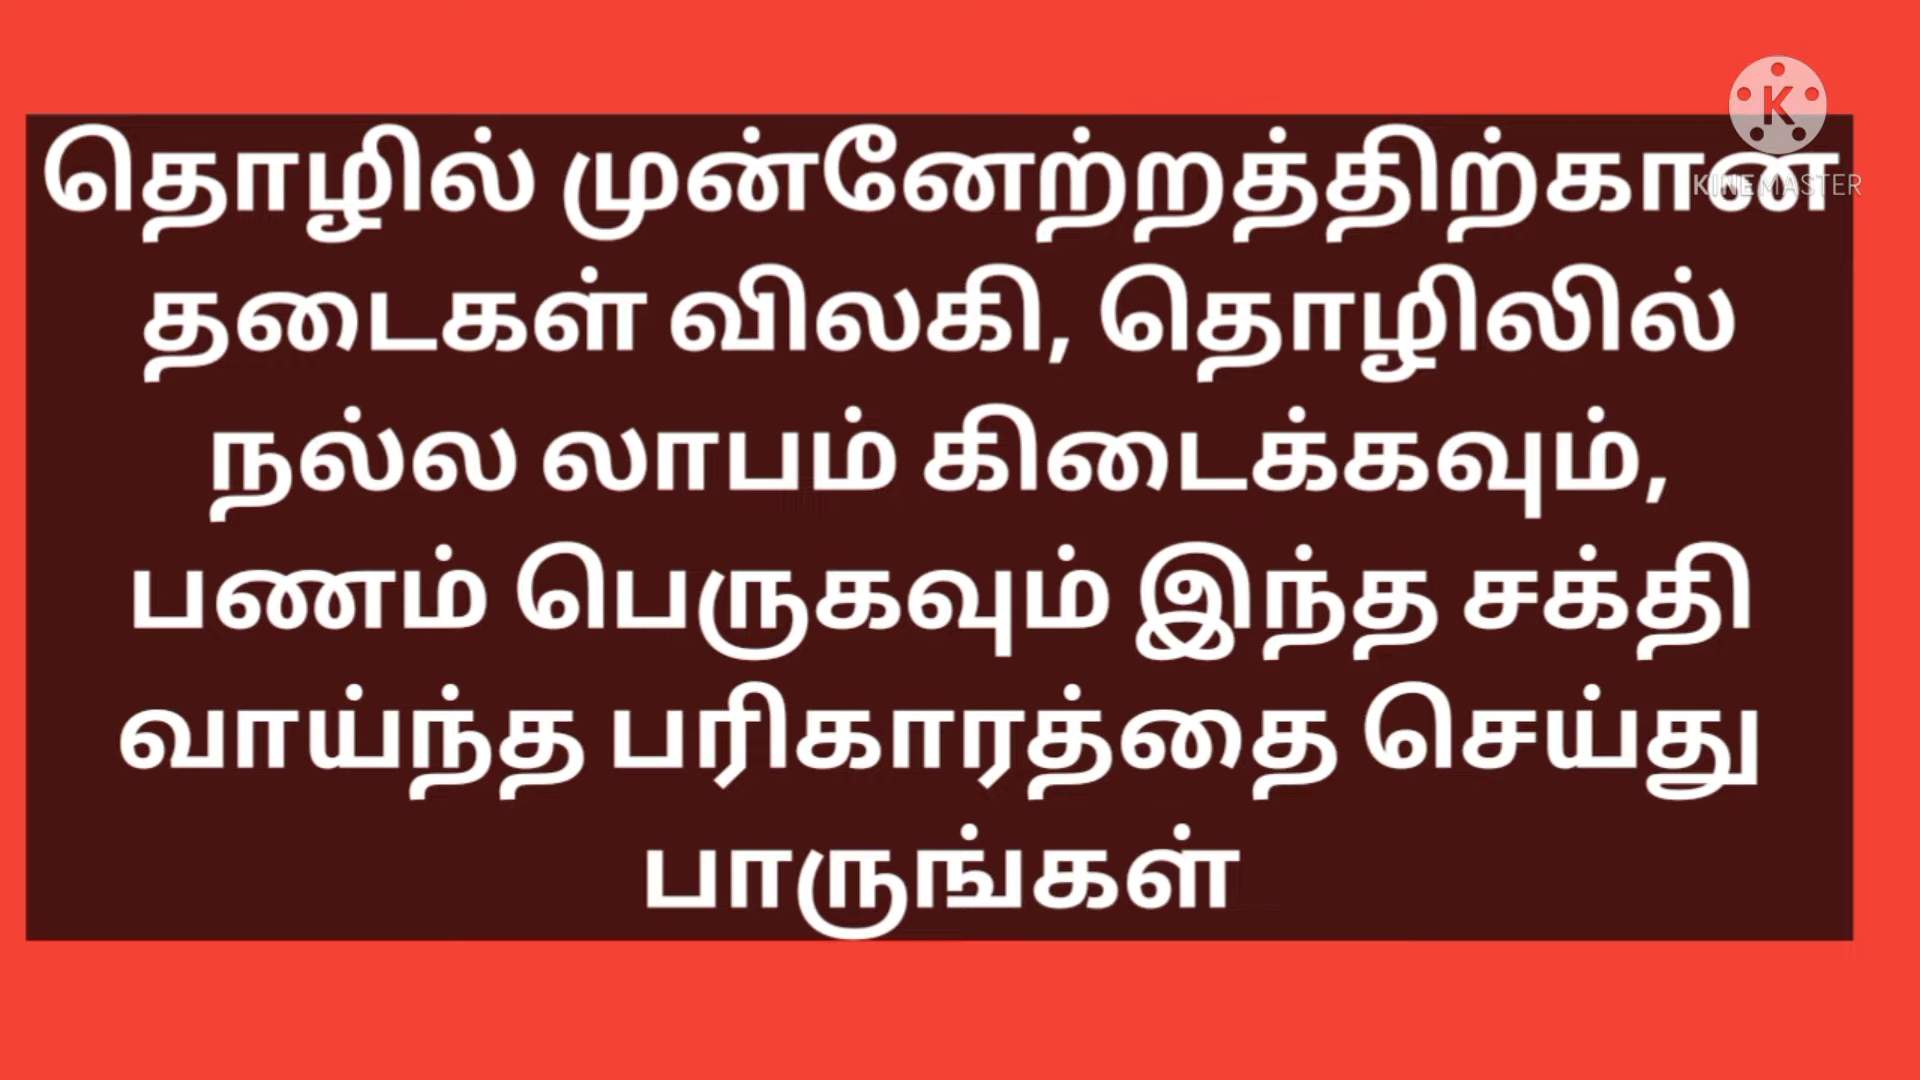 KINEMASTER
தொழில் முன்னேற்றத்திற்கான
தடைகள் விலகி, தொழிலில்
நல்ல லாபம் கிடைக்கவும்,
பணம் பெருகவும் இந்த சக்தி
வாய்ந்த பரிகாரத்தை செய்து
பாருங்கள்